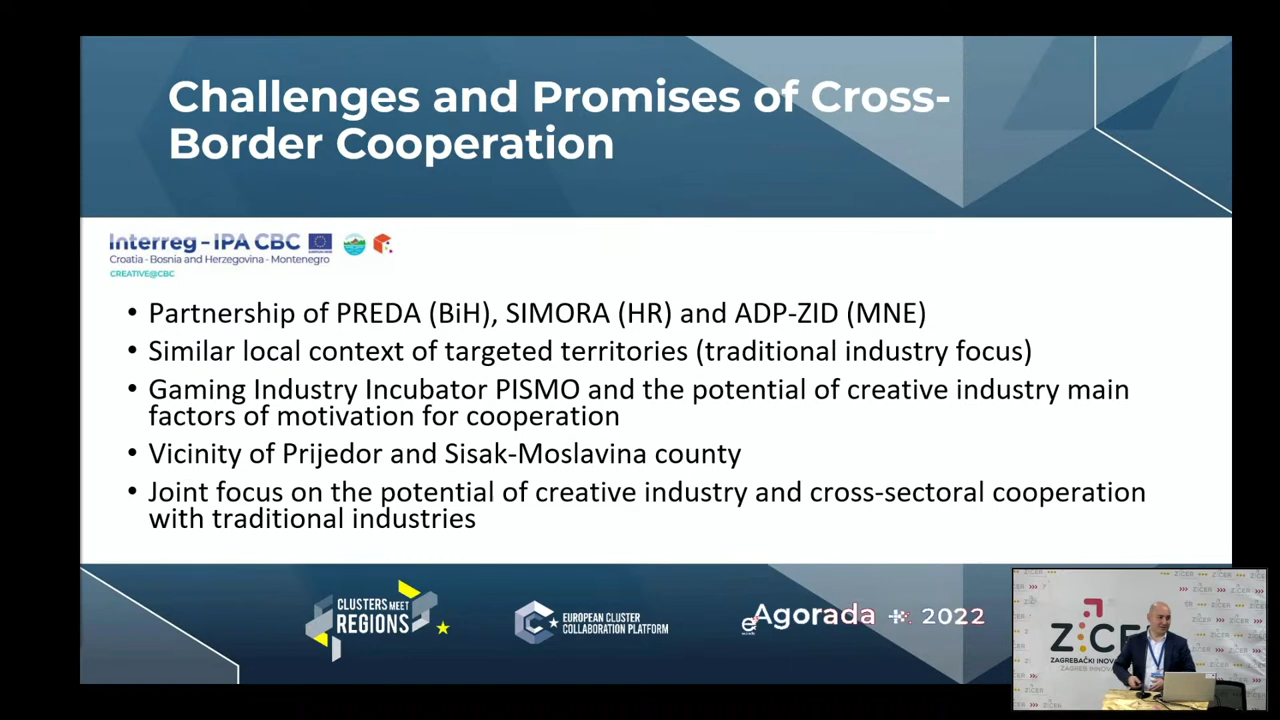 Challenges and Promises of Cross-
Border Cooperation
Interreg - IPA CBC
Croatia - Bosnia and Herzegovina - Montenegro
CREATIVE@CBC
• Partnership of PREDA (BiH), SIMORA (HR) and ADP-ZID (MNE)
• Similar local context of targeted territories (traditional industry focus)
• Gaming Industry Incubator PISMO and the potential of creative industry main
factors of motivation for cooperation
• Vicinity of Prijedor and Sisak-Moslavina county
• Joint focus on the potential of creative industry and cross-sectoral cooperation
with traditional industries
CLUSTERS MEET
REGIONS
EUROPEAN CLUSTER
COLLABORATION PLATFORM
Agorada 2022
ZICER
ZAGREBAČKI INOVA
ZAGREB INNOV